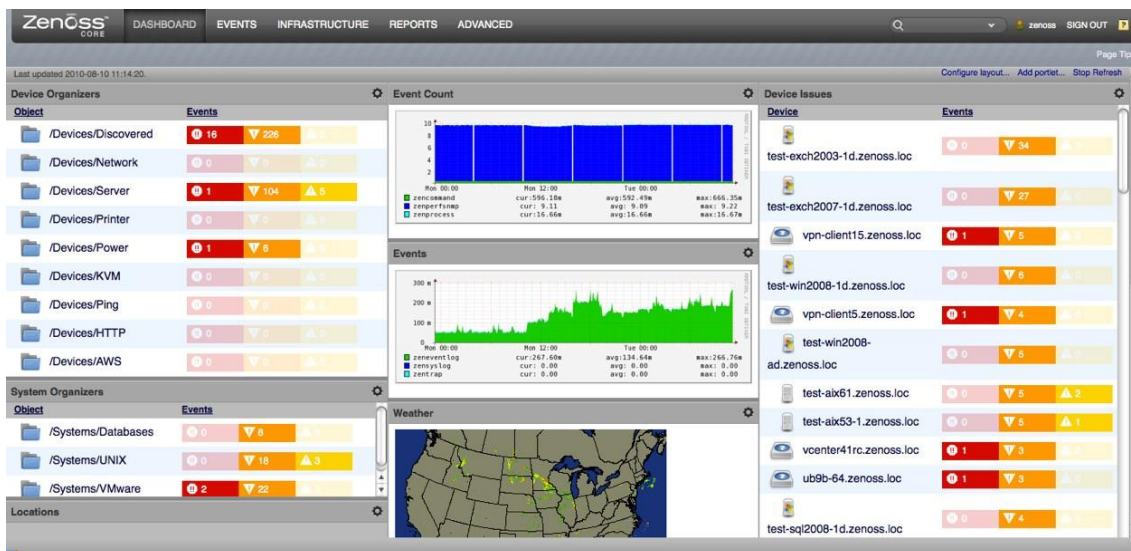 Zenoss CORE DASHBOARD EVENTS INFRASTRUCTURE REPORTS ADVANCED zenoss SIGN OUT ?
Page Tip
Last updated 2010-08-10 11:14:20. Configure layout... Add portlet... Stop Refresh
Device Organizers
Object Events
/Devices/Discovered 16 226
/Devices/Network 0 0
/Devices/Server 1 104 5
/Devices/Printer 0 0
/Devices/Power 1 6
/Devices/KVM 0 0
/Devices/Ping 0 0
/Devices/HTTP 0 0
/Devices/AWS 0 0
System Organizers
Object Events
/Systems/Databases 0 8
/Systems/UNIX 0 18 3
/Systems/VMware 2 22
Locations
Event Count
10
8
6
4
2
Mon 00:00 Mon 12:00 Tue 00:00
zencommand cur:596.18m avg:592.49m max:666.35m
zenperfsnmp cur: 9.11 avg: 9.09 max: 9.22
zenprocess cur:16.66m avg:16.66m max:16.67m
Events
300 m
200 m
100 m
0
Mon 00:00 Mon 12:00 Tue 00:00
zeneventlog cur:267.60m avg:134.64m max:266.76m
zensyslog cur: 0.00 avg: 0.00 max: 0.00
zentrap cur: 0.00 avg: 0.00 max: 0.00
Weather
Device Issues
Device Events
test-exch2003-1d.zenoss.loc 0 34
test-exch2007-1d.zenoss.loc 0 27
vpn-client15.zenoss.loc 1 5
test-win2008-1d.zenoss.loc 0 6
vpn-client5.zenoss.loc 1 4
test-win2008-
ad.zenoss.loc 0 5
test-aix61.zenoss.loc 0 5 2
test-aix53-1.zenoss.loc 0 5 1
vcenter41rc.zenoss.loc 1 3
ub9b-64.zenoss.loc 1 3
test-sql2008-1d.zenoss.loc 0 4